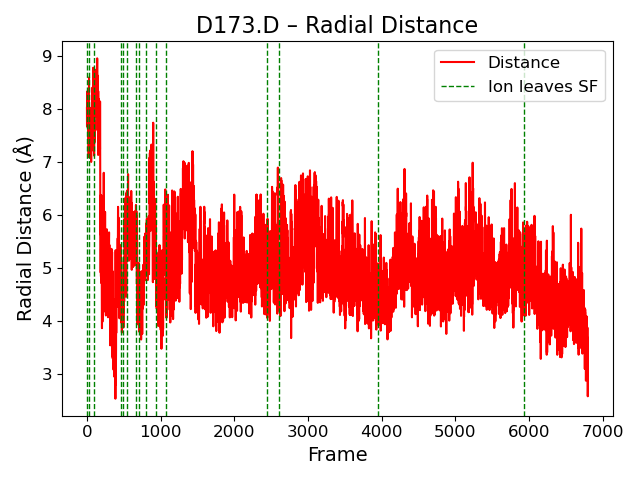 D173.D – Radial Distance
Distance
Ion leaves SF
Radial Distance (Å)
9
8
7
6
5
4
3
0 1000 2000 3000 4000 5000 6000 7000
Frame